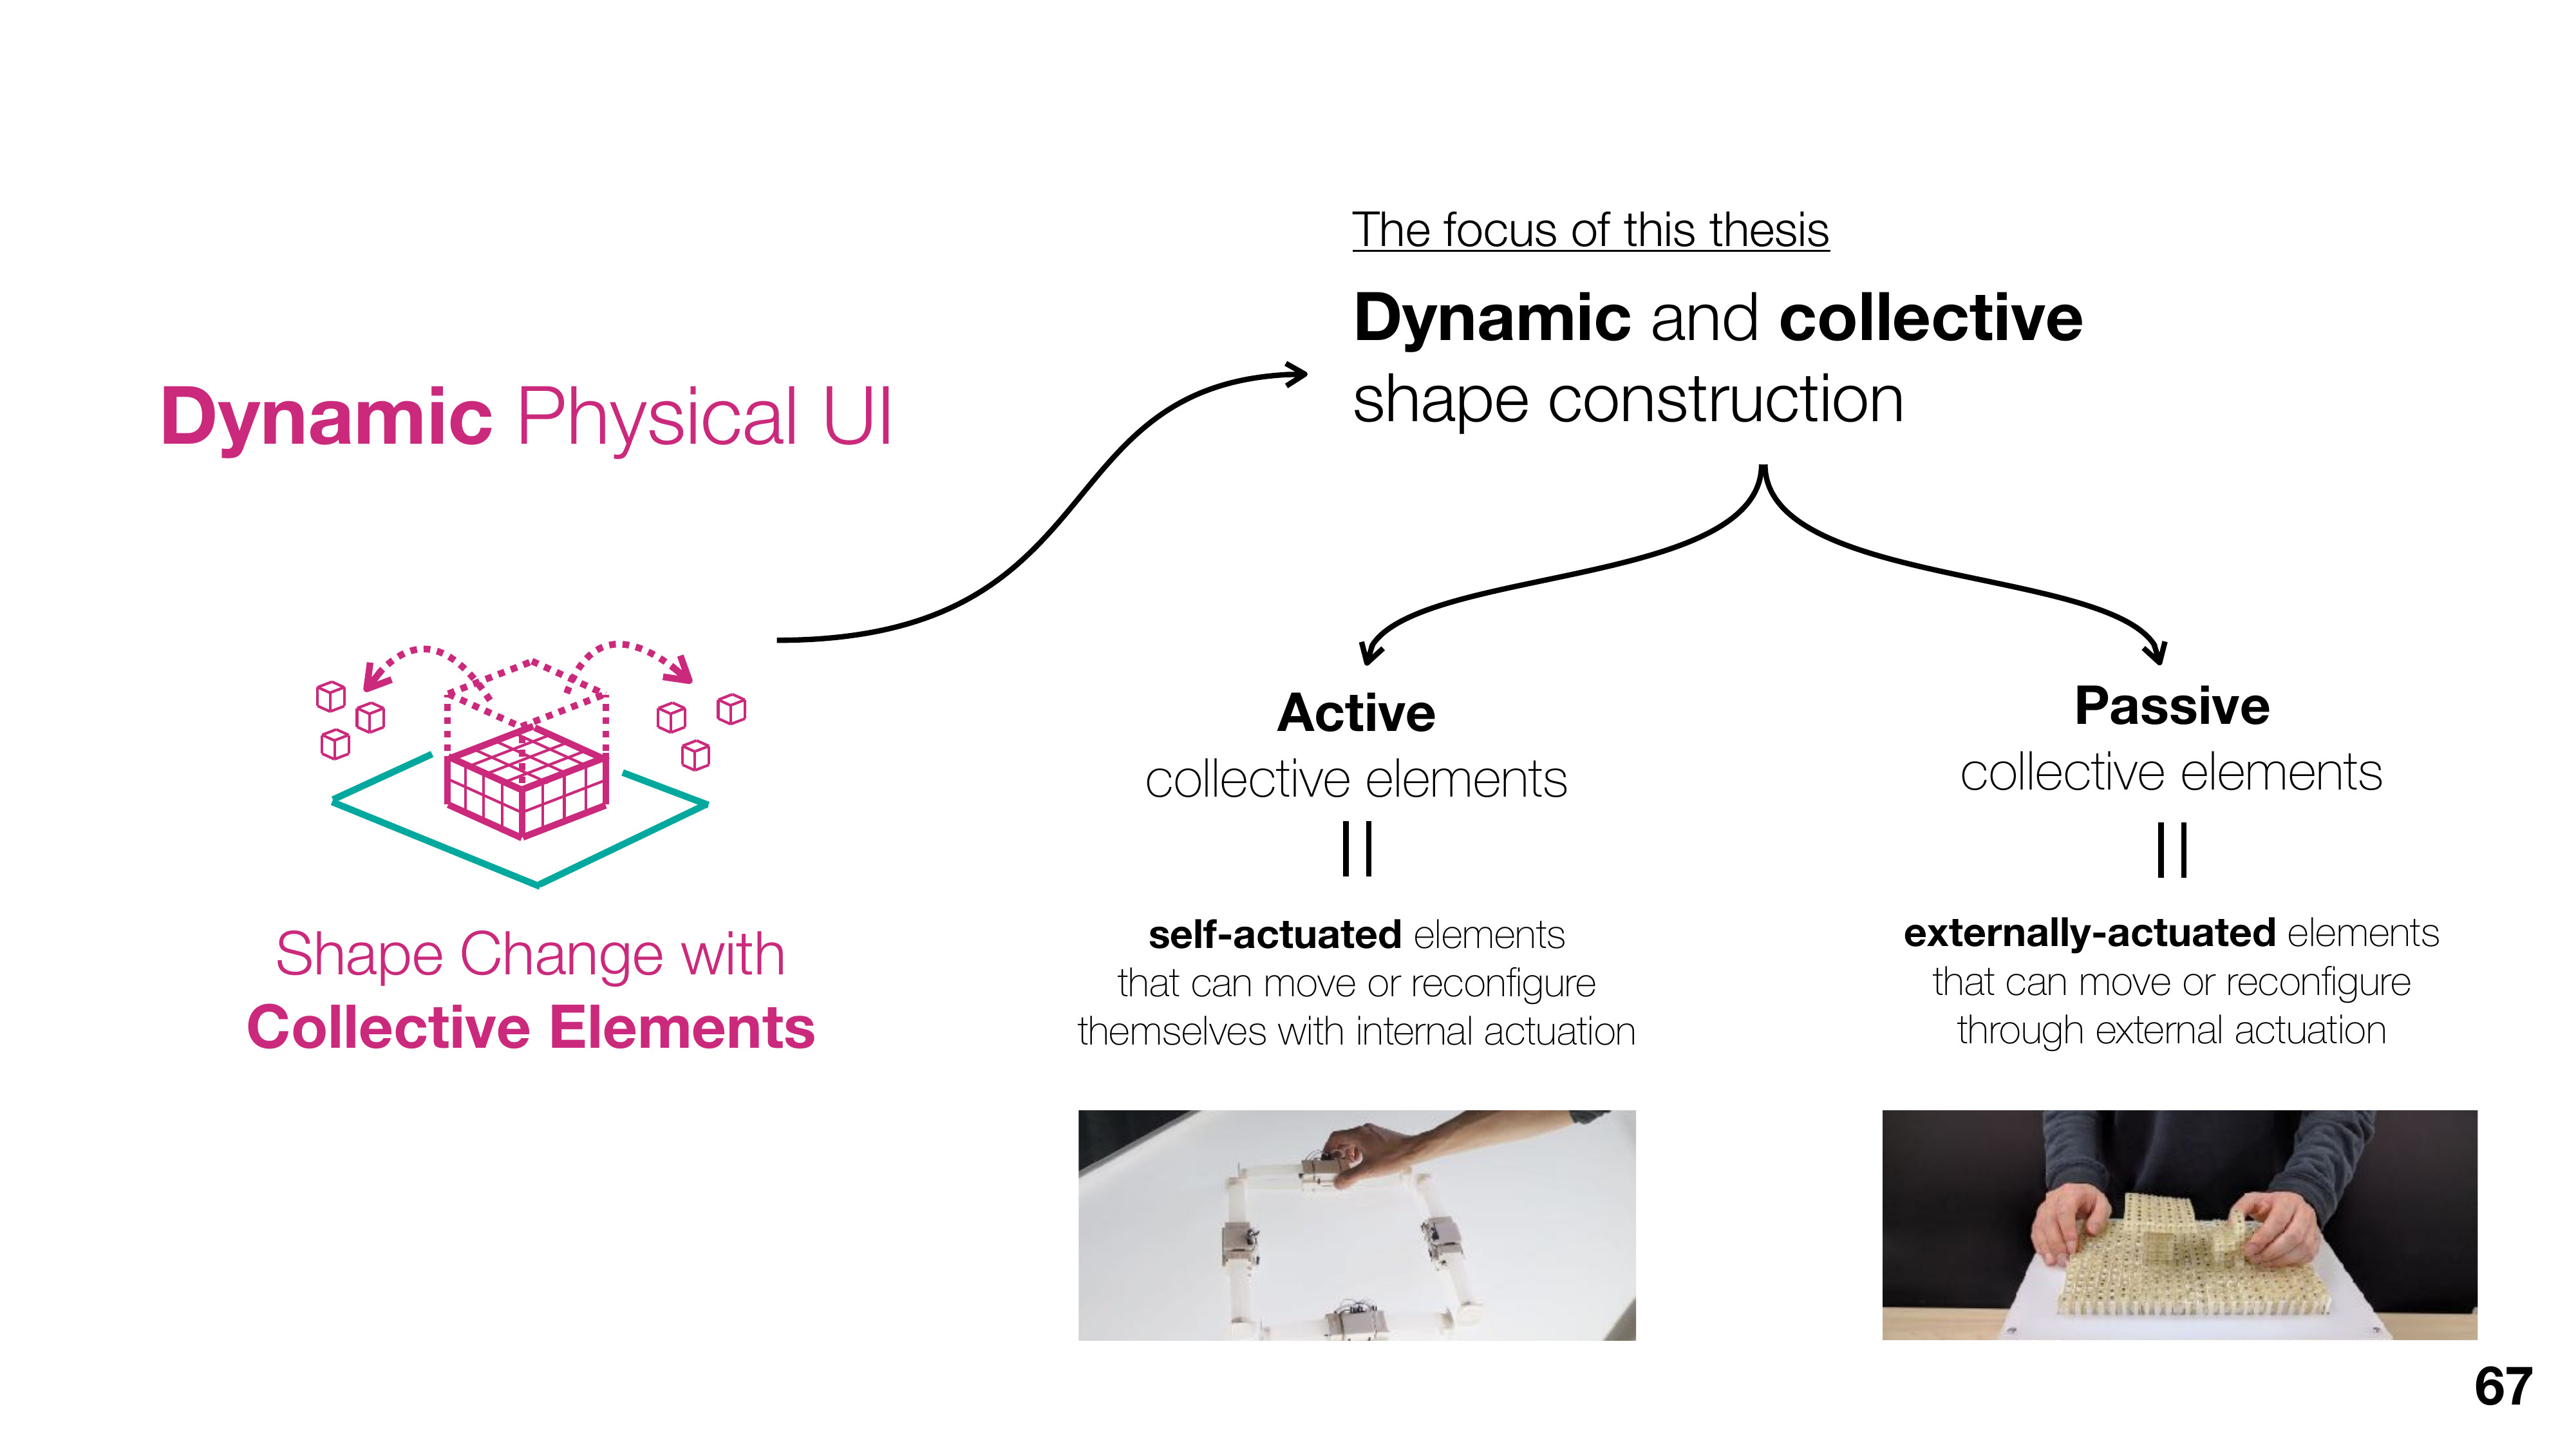 Dynamic Physical UI
Shape Change with
Collective Elements
The focus of this thesis
Dynamic and collective
shape construction
Active
collective elements
self-actuated elements
that can move or reconfigure
themselves with internal actuation
Passive
collective elements
externally-actuated elements
that can move or reconfigure
through external actuation
67